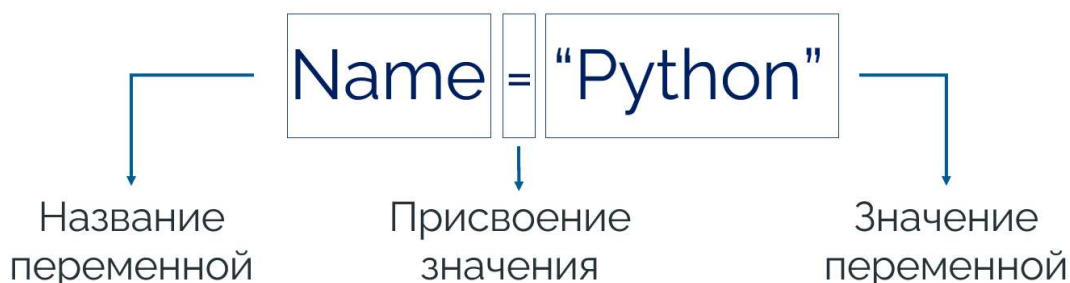 Name = “Python”
Название переменной
Присвоение значения
Значение переменной